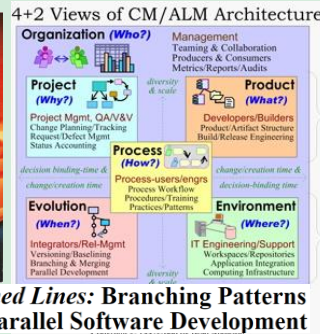 4+2 Views of CM/ALM Architecture
Organization (Who?)
Management
Teaming & Collaboration
Producers & Consumers
Metrics/Reports/Audits
Project
(Why?)
Project Mgmt, QA/V&V
Change Planning/Tracking
Request/Defect Mgmt
Status Accounting
diversity
& scale
Product
(What?)
Developers/Builders
Product/Artifact Structure
Build/Release Engineering
Process
(How?)
Process-users/engrs
Process Workflow
Procedures/Training
Practices/Patterns
decision binding-time &
change/creation time
change/creation time &
decision-binding time
Evolution
(When?)
Integrators/Rel-Mgmt
Versioning/Baselining
Branching & Merging
Parallel Development
diversity
& scale
Environment
(Where?)
IT Engineering/Support
Workspaces/Repositories
Application Integration
Computing Infrastructure
ed Lines: Branching Patterns
arallel Software Development